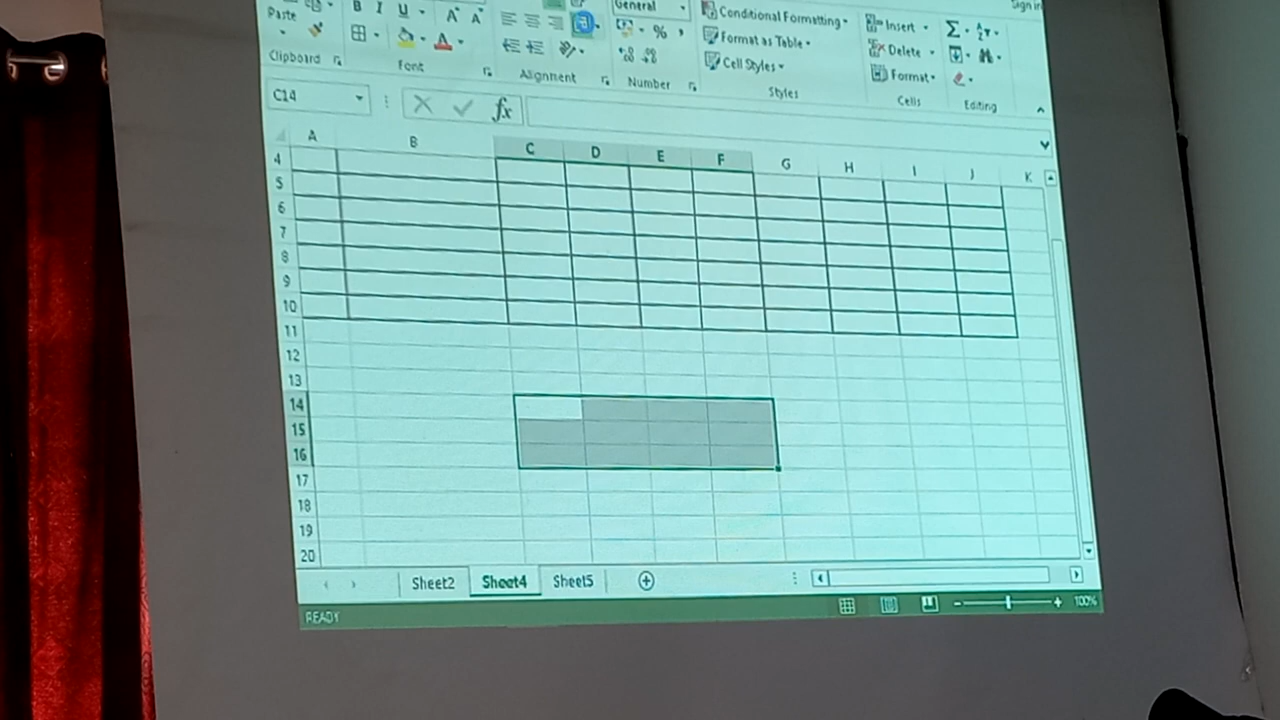 General
Sign in
Paste
B I U A A
% ,
Conditional Formatting
Format as Table
Cell Styles
Insert
Delete
Format
Σ
Clipboard
Font
Alignment
Number
Styles
Cells
Editing
C14
fx
A B C D E F G H I J K
4
5
6
7
8
9
10
11
12
13
14
15
16
17
18
19
20
Sheet2 Sheet4 Sheet5
READY
100%